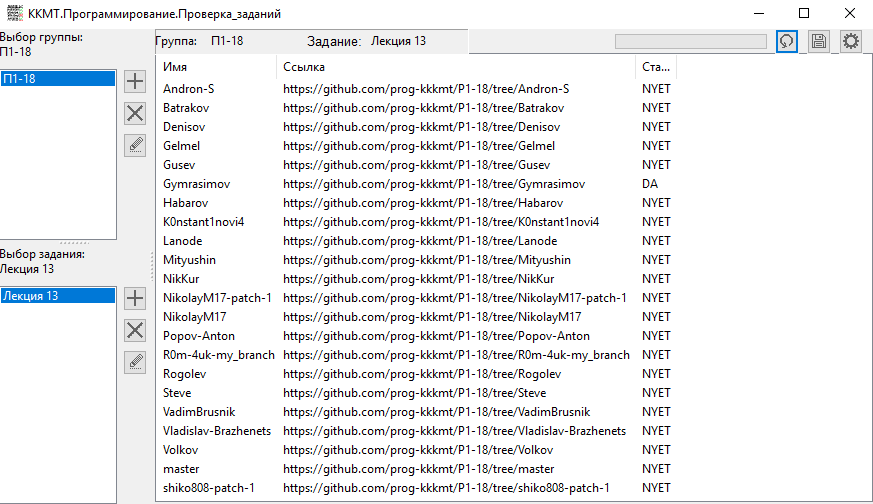 ККМТ.Программирование.Проверка_заданий
Выбор группы:
П1-18
П1-18
Выбор задания:
Лекция 13
Лекция 13
Группа: П1-18 Задание: Лекция 13
Имя Ссылка Ста...
Andron-S https://github.com/prog-kkkmt/P1-18/tree/Andron-S NYET
Batrakov https://github.com/prog-kkkmt/P1-18/tree/Batrakov NYET
Denisov https://github.com/prog-kkkmt/P1-18/tree/Denisov NYET
Gelmel https://github.com/prog-kkkmt/P1-18/tree/Gelmel NYET
Gusev https://github.com/prog-kkkmt/P1-18/tree/Gusev NYET
Gymrasimov https://github.com/prog-kkkmt/P1-18/tree/Gymrasimov DA
Habarov https://github.com/prog-kkkmt/P1-18/tree/Habarov NYET
K0nstant1novi4 https://github.com/prog-kkkmt/P1-18/tree/K0nstant1novi4 NYET
Lanode https://github.com/prog-kkkmt/P1-18/tree/Lanode NYET
Mityushin https://github.com/prog-kkkmt/P1-18/tree/Mityushin NYET
NikKur https://github.com/prog-kkkmt/P1-18/tree/NikKur NYET
NikolayM17-patch-1 https://github.com/prog-kkkmt/P1-18/tree/NikolayM17-patch-1 NYET
NikolayM17 https://github.com/prog-kkkmt/P1-18/tree/NikolayM17 NYET
Popov-Anton https://github.com/prog-kkkmt/P1-18/tree/Popov-Anton NYET
R0m-4uk-my_branch https://github.com/prog-kkkmt/P1-18/tree/R0m-4uk-my_branch NYET
Rogolev https://github.com/prog-kkkmt/P1-18/tree/Rogolev NYET
Steve https://github.com/prog-kkkmt/P1-18/tree/Steve NYET
VadimBrusnik https://github.com/prog-kkkmt/P1-18/tree/VadimBrusnik NYET
Vladislav-Brazhenets https://github.com/prog-kkkmt/P1-18/tree/Vladislav-Brazhenets NYET
Volkov https://github.com/prog-kkkmt/P1-18/tree/Volkov NYET
master https://github.com/prog-kkkmt/P1-18/tree/master NYET
shiko808-patch-1 https://github.com/prog-kkkmt/P1-18/tree/shiko808-patch-1 NYET